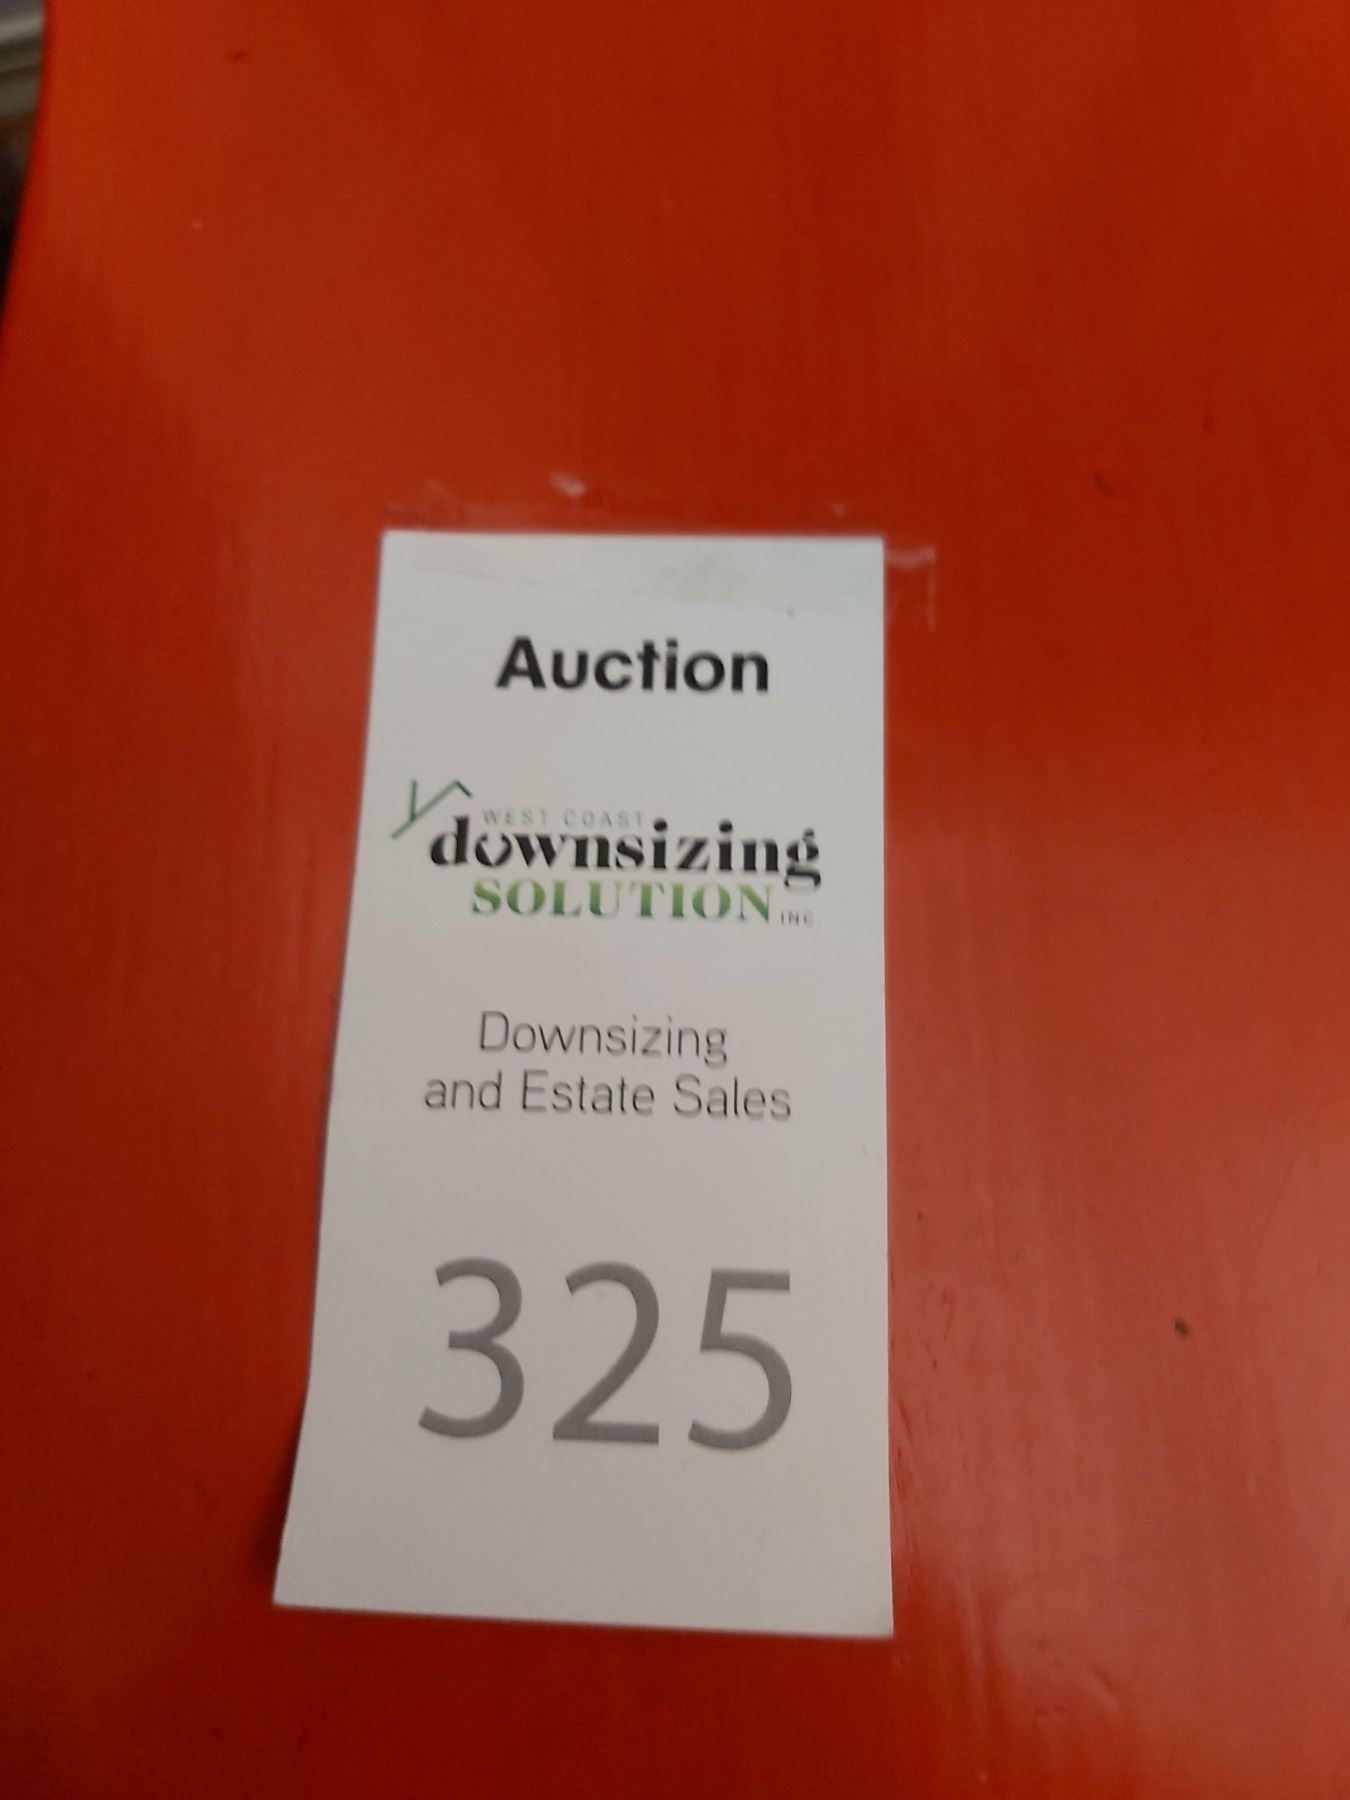 Auction
WEST COAST
downsizing
SOLUTION INC.
Downsizing
and Estate Sales
325